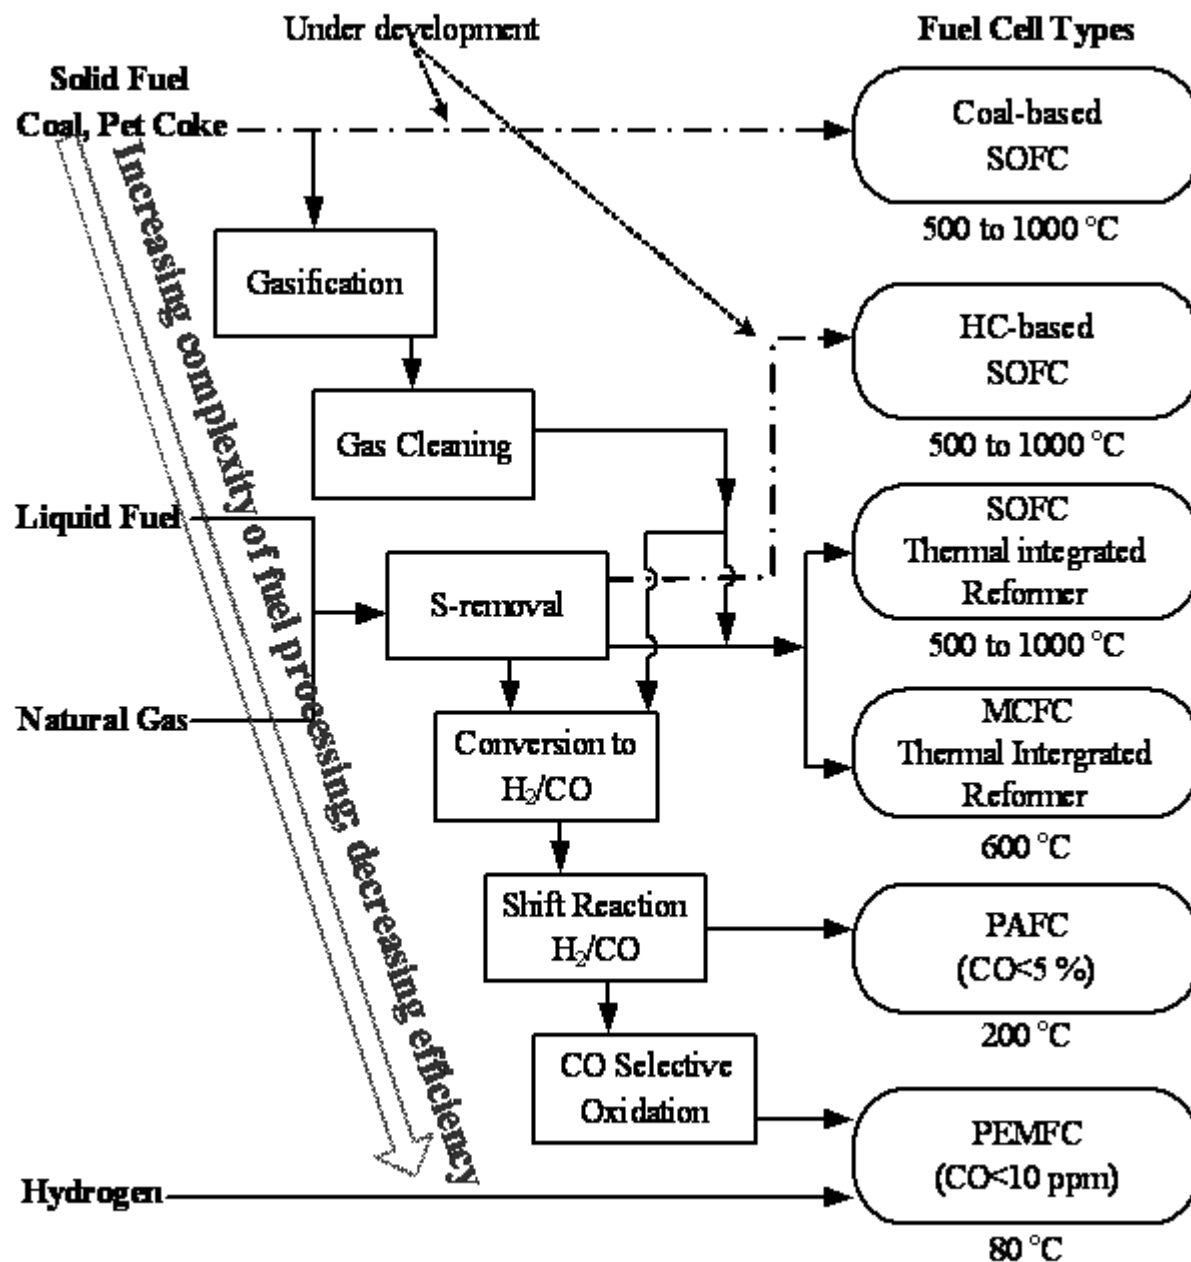 Under development
Fuel Cell Types
Solid Fuel
Coal, Pet Coke
Coal-based
SOFC
500 to 1000 °C
Increasing complexity of fuel processing; decreasing efficiency
Gasification
HC-based
SOFC
500 to 1000 °C
Gas Cleaning
Liquid Fuel
SOFC
Thermal integrated
Reformer
500 to 1000 °C
S-removal
Natural Gas
MCFC
Thermal Intergrated
Reformer
600 °C
Conversion to
H₂/CO
Shift Reaction
H₂/CO
PAFC
(CO<5 %)
200 °C
CO Selective
Oxidation
PEMFC
(CO<10 ppm)
80 °C
Hydrogen